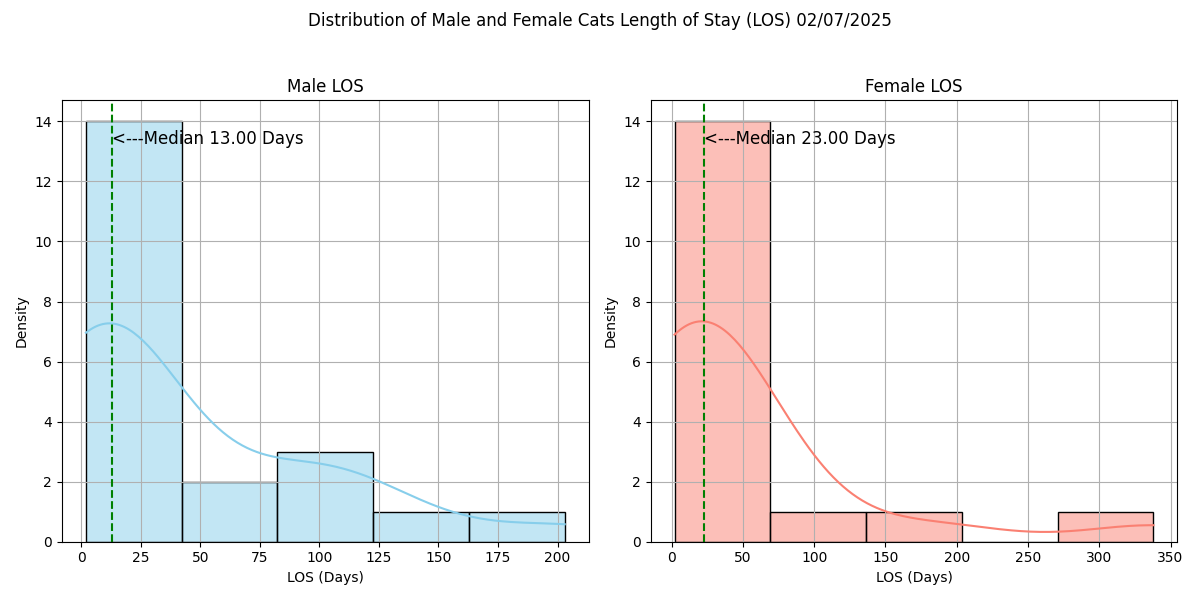 Distribution of Male and Female Cats Length of Stay (LOS) 02/07/2025
Male LOS
Density
14
12
10
8
6
4
2
0
<---Median 13.00 Days
0 25 50 75 100 125 150 175 200
LOS (Days)
Female LOS
Density
14
12
10
8
6
4
2
0
<---Median 23.00 Days
0 50 100 150 200 250 300 350
LOS (Days)